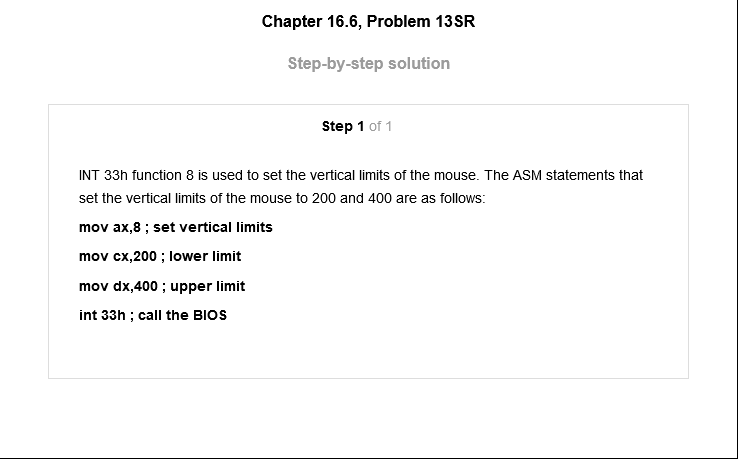 Chapter 16.6, Problem 13SR
Step-by-step solution
Step 1 of 1
INT 33h function 8 is used to set the vertical limits of the mouse. The ASM statements that
set the vertical limits of the mouse to 200 and 400 are as follows:
mov ax,8 ; set vertical limits
mov cx,200 ; lower limit
mov dx,400 ; upper limit
int 33h ; call the BIOS